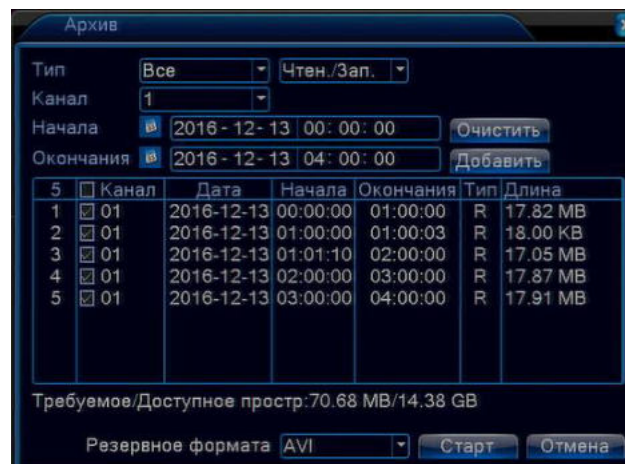 Архив
Тип Все Чтен./Зап.
Канал 1
Начала 2016-12-13 00:00:00 Очистить
Окончания 2016-12-13 04:00:00 Добавить
5 Канал Дата Начала Окончания Тип Длина
1 01 2016-12-13 00:00:00 01:00:00 R 17.82 MB
2 01 2016-12-13 01:00:00 01:00:03 R 18.00 KB
3 01 2016-12-13 01:01:10 02:00:00 R 17.05 MB
4 01 2016-12-13 02:00:00 03:00:00 R 17.87 MB
5 01 2016-12-13 03:00:00 04:00:00 R 17.91 MB
Требуемое/Доступное простр:70.68 MB/14.38 GB
Резервное формата AVI Старт Отмена